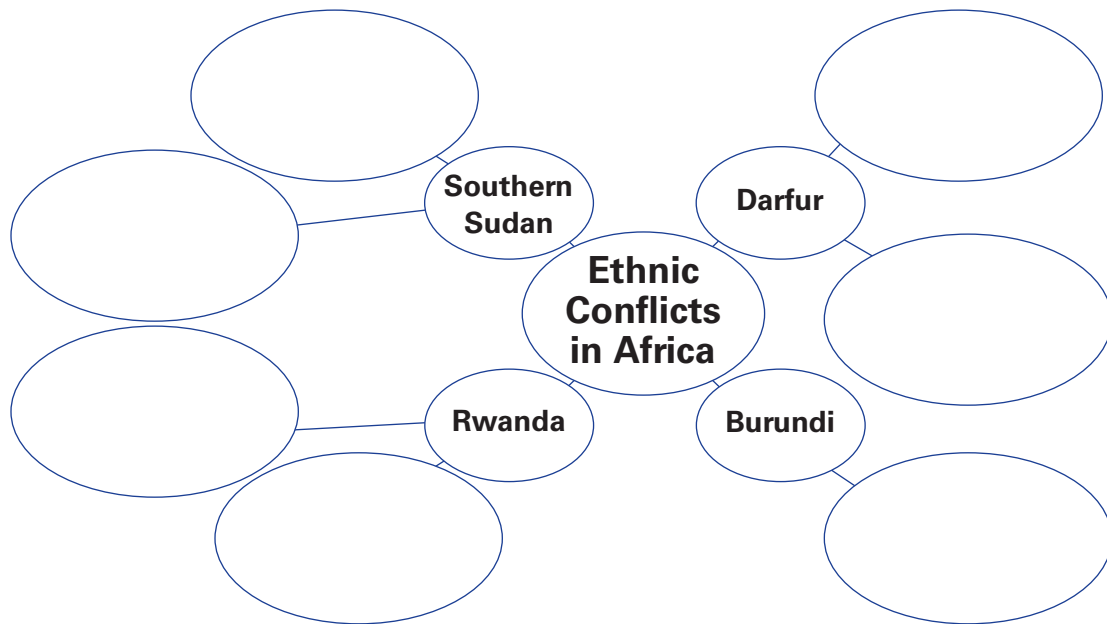 Southern
Sudan
Darfur
Ethnic
Conflicts
in Africa
Rwanda
Burundi